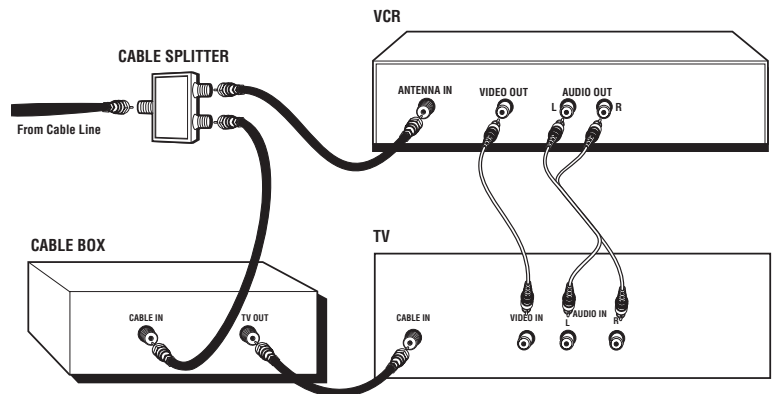 VCR
CABLE SPLITTER
ANTENNA IN
VIDEO OUT
AUDIO OUT
L
R
From Cable Line
CABLE BOX
TV
CABLE IN
TV OUT
CABLE IN
VIDEO IN
AUDIO IN
L
R